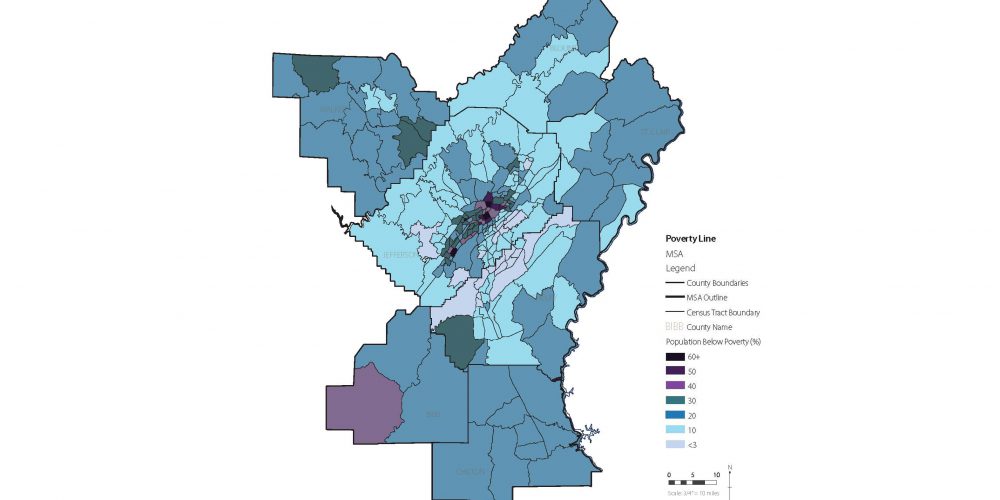 WALKER
ST. CLAIR
JEFFERSON
BIBB
CHILTON
Poverty Line
MSA
Legend
County Boundaries
MSA Outline
Census Tract Boundary
BIBB County Name
Population Below Poverty (%)
60+
50
40
30
20
10
<3
0 5 10
N
Scale: 3/4" = 10 miles